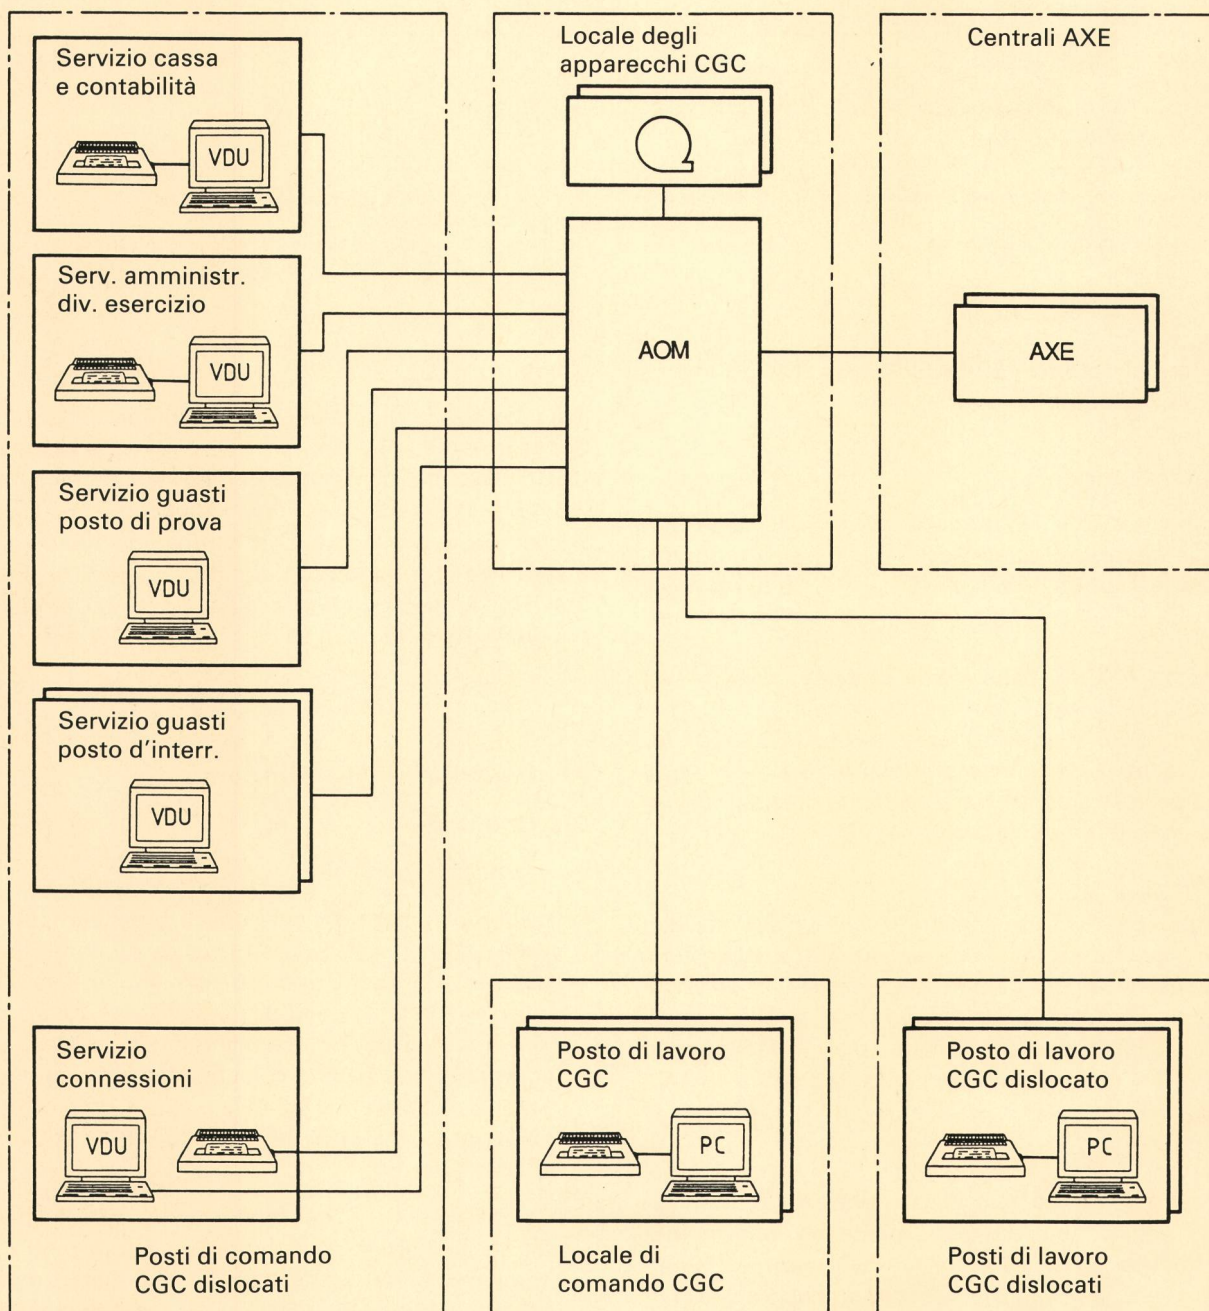 Servizio cassa
e contabilità
VDU
Serv. amministr.
div. esercizio
VDU
Servizio guasti
posto di prova
VDU
Servizio guasti
posto d'interr.
VDU
Servizio
connessioni
VDU
Posti di comando
CGC dislocati
Locale degli
apparecchi CGC
AOM
Centrali AXE
AXE
Posto di lavoro
CGC
PC
Locale di
comando CGC
Posto di lavoro
CGC dislocato
PC
Posti di lavoro
CGC dislocati